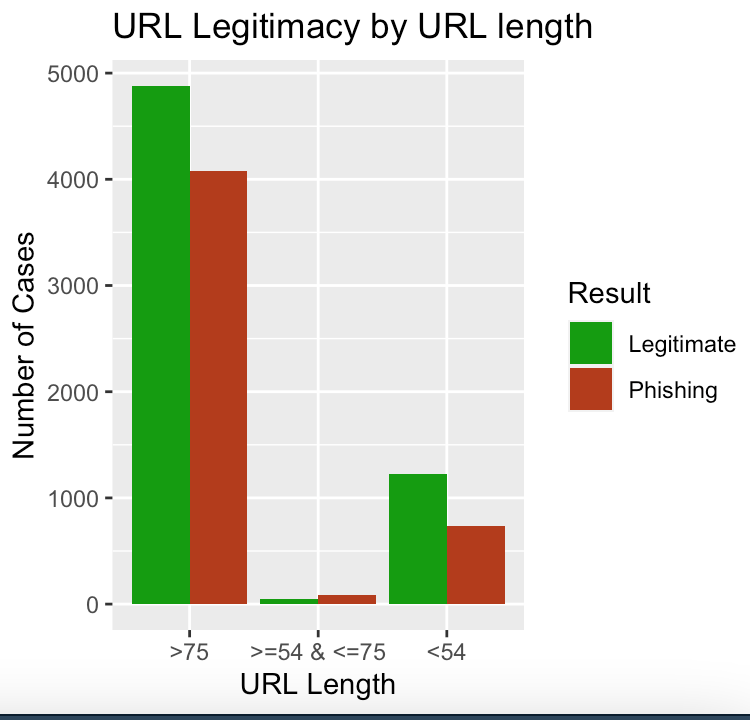 URL Legitimacy by URL length
5000
4000
3000
2000
1000
0
Number of Cases
>75 >=54 & <=75 <54
URL Length
Result
Legitimate
Phishing